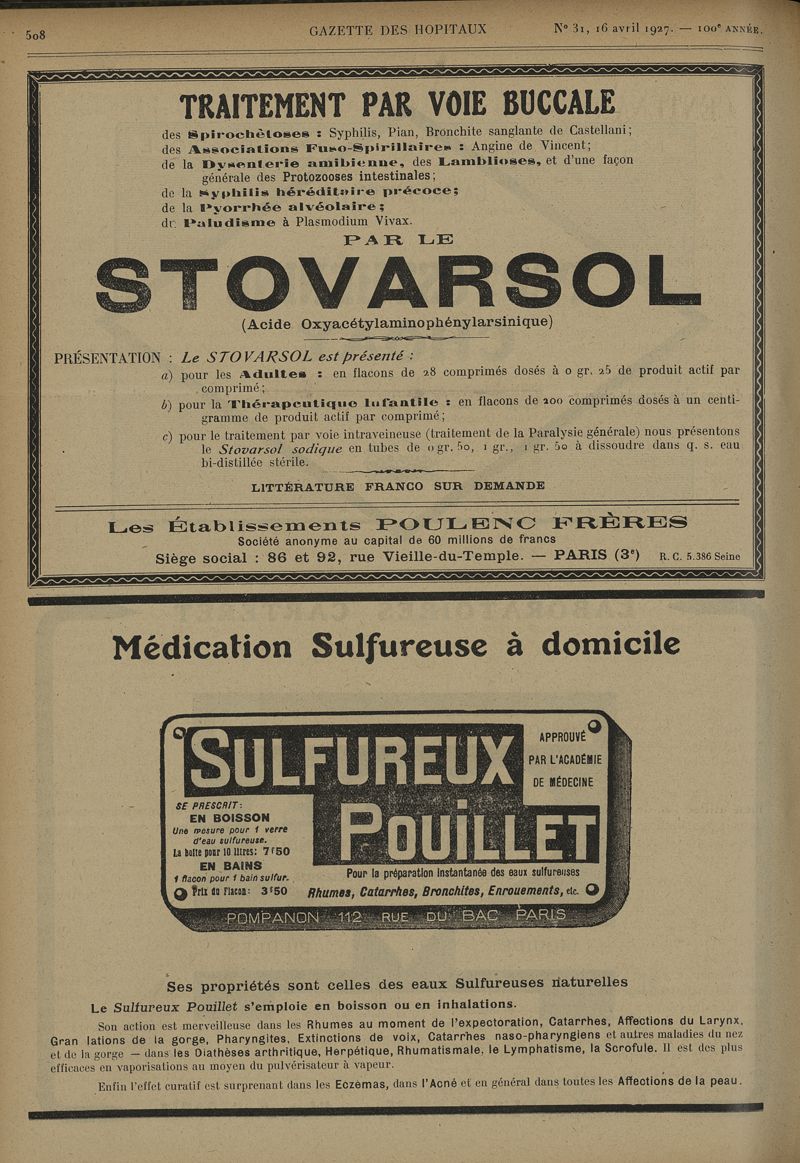 508 GAZETTE DES HOPITAUX N° 31, 16 avril 1927. — 100e ANNÉE.
TRAITEMENT PAR VOIE BUCCALE
des Spirochètoses : Syphilis, Pian, Bronchite sanglante de Castellani;
des Associations Fuso-Spirillaires : Angine de Vincent;
de la Dysenterie amibienne, des Lamblioses, et d'une façon
générale des Protozooses intestinales;
de la syphilis héréditaire précoce;
de la Pyorrhée alvéolaire;
du Paludisme à Plasmodium Vivax.
PAR LE
STOVARSOL
(Acide Oxyacétylaminophénylarsinique)
PRÉSENTATION : Le STOVARSOL est présenté :
a) pour les Adultes : en flacons de 28 comprimés dosés à 0 gr. 25 de produit actif par
comprimé;
b) pour la Thérapeutique Infantile : en flacons de 200 comprimés dosés à un centi-
gramme de produit actif par comprimé;
c) pour le traitement par voie intraveineuse (traitement de la Paralysie générale) nous présentons
le Stovarsol sodique en tubes de 0 gr. 50, 1 gr., 1 gr. 50 à dissoudre dans q. s. eau
bi-distillée stérile.
LITTÉRATURE FRANCO SUR DEMANDE
Les Établissements POULENC FRÈRES
Société anonyme au capital de 60 millions de francs
Siège social : 86 et 92, rue Vieille-du-Temple. — PARIS (3e) R. C. 5.386 Seine
Médication Sulfureuse à domicile
SULFUREUX
POUILLET
APPROUVÉ
PAR L'ACADÉMIE
DE MÉDECINE
SE PRESCRIT:
EN BOISSON
Une mesure pour 1 verre
d'eau sulfureuse.
La boîte pour 10 litres: 7f50
EN BAINS
1 flacon pour 1 bain sulfur.
Prix du Flacon: 3f50
Pour la préparation instantanée des eaux sulfureuses
Rhumes, Catarrhes, Bronchites, Enrouements, etc.
POMPANON 112 RUE DU BAC PARIS
Ses propriétés sont celles des eaux Sulfureuses naturelles
Le Sulfureux Pouillet s'emploie en boisson ou en inhalations.
Son action est merveilleuse dans les Rhumes au moment de l'expectoration, Catarrhes, Affections du Larynx,
Gran lations de la gorge, Pharyngites, Extinctions de voix, Catarrhes naso-pharyngiens et autres maladies du nez
et de la gorge — dans les Diathèses arthritique, Herpétique, Rhumatismale, le Lymphatisme, la Scrofule. Il est des plus
efficaces en vaporisations au moyen du pulvérisateur à vapeur.
Enfin l'effet curatif est surprenant dans les Eczémas, dans l'Acné et en général dans toutes les Affections de la peau.